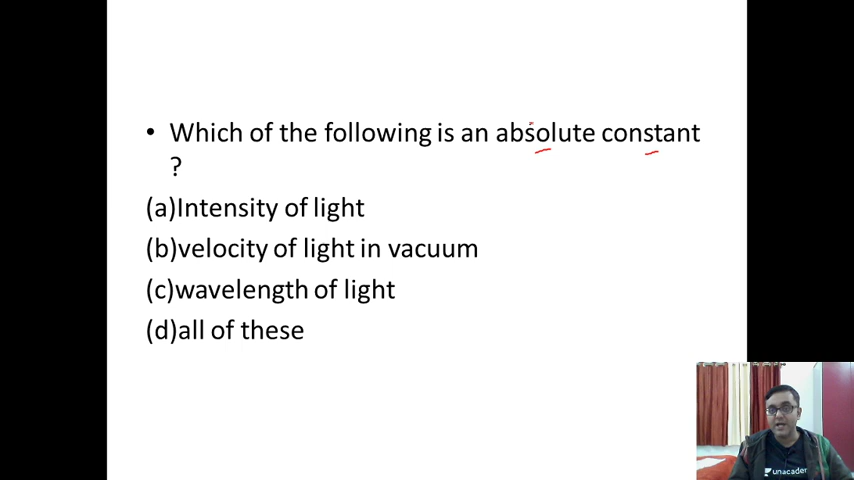 • Which of the following is an absolute constant
?
(a)Intensity of light
(b)velocity of light in vacuum
(c)wavelength of light
(d)all of these
unacademy